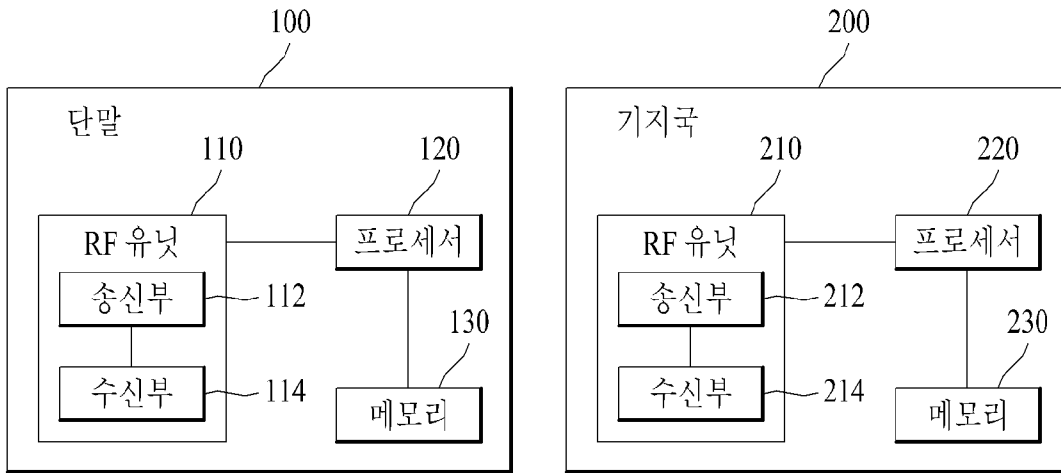 100
단말
110
120
RF 유닛
프로세서
송신부
112
130
수신부
114
메모리
200
기지국
210
220
RF 유닛
프로세서
송신부
212
230
수신부
214
메모리